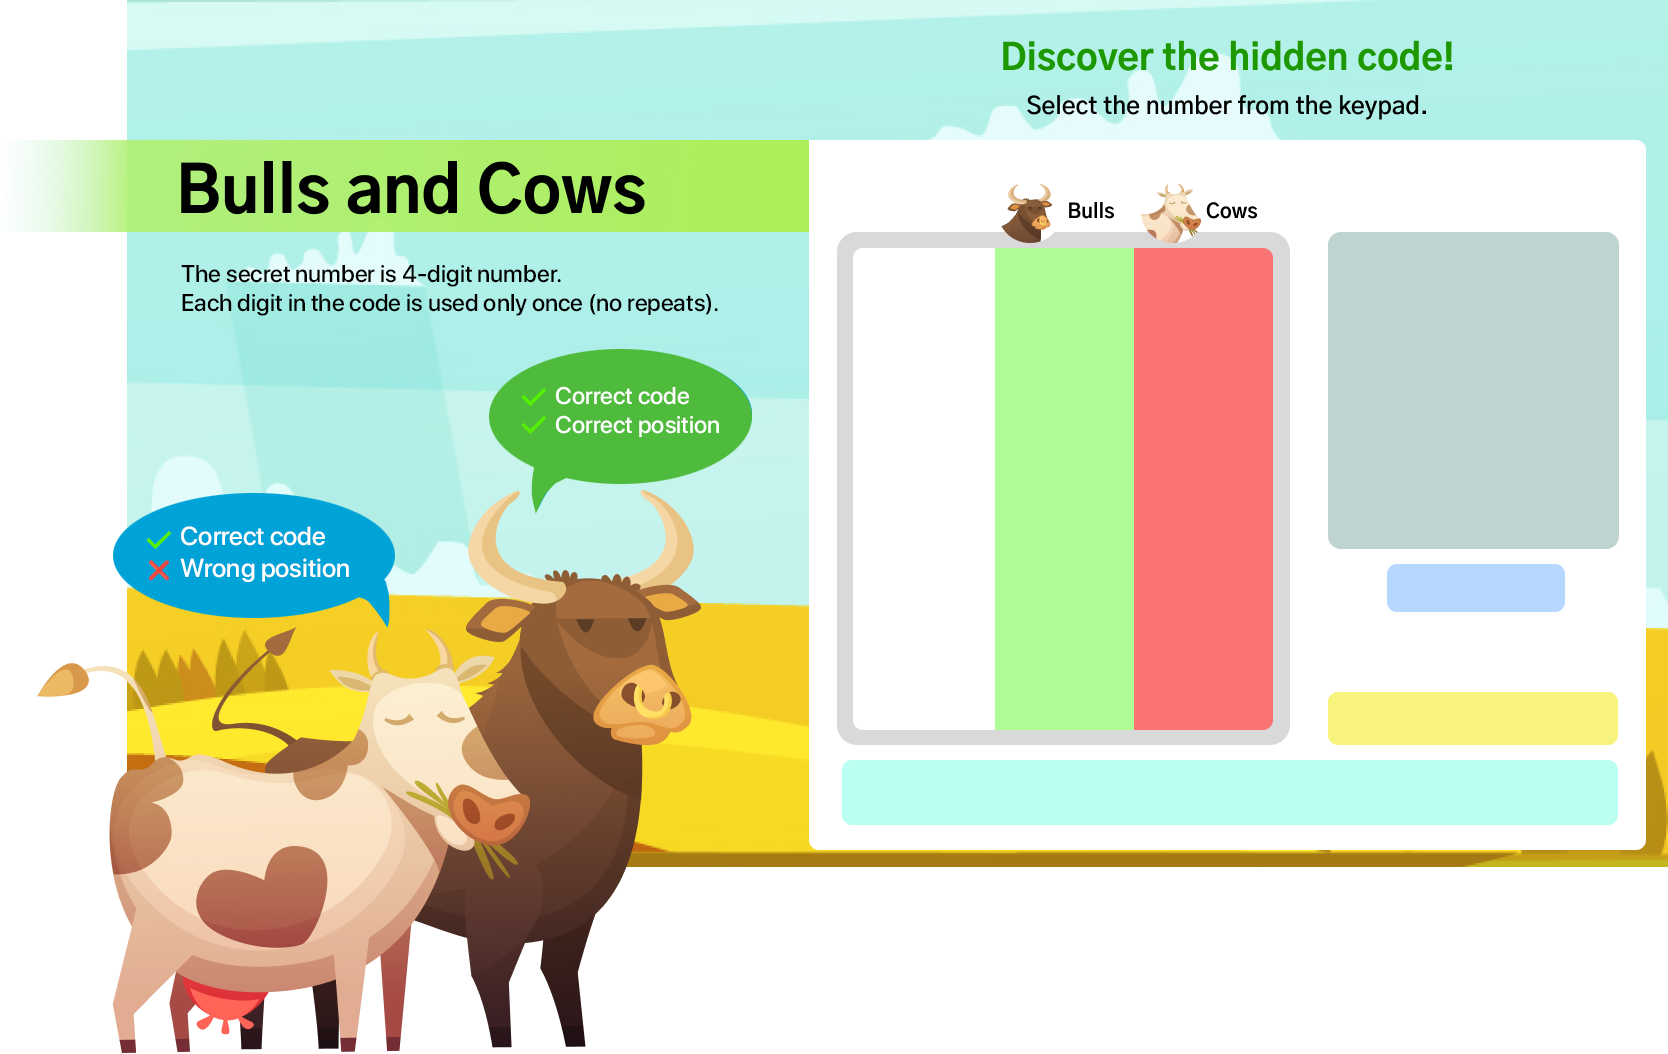 Discover the hidden code!
Select the number from the keypad.
Bulls and Cows
The secret number is 4-digit number.
Each digit in the code is used only once (no repeats).
Correct code
Correct position
Correct code
Wrong position
Bulls
Cows